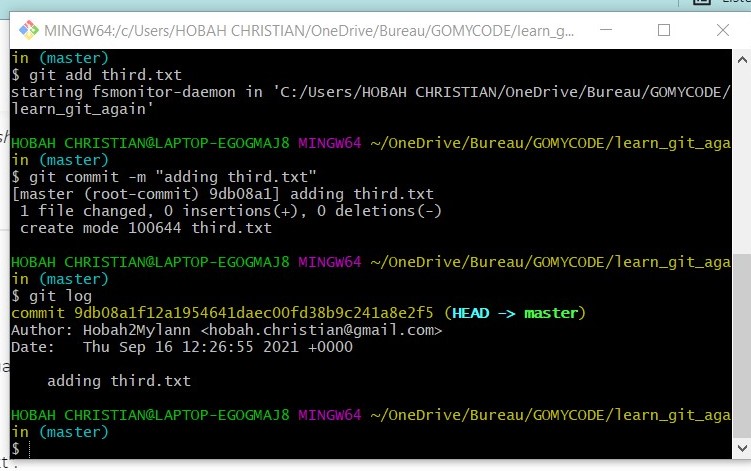 MINGW64:/c/Users/HOBAH CHRISTIAN/OneDrive/Bureau/GOMYCODE/learn_g...
in (master)
$ git add third.txt
starting fsmonitor-daemon in 'C:/Users/HOBAH CHRISTIAN/OneDrive/Bureau/GOMYCODE/
learn_git_again'
HOBAH CHRISTIAN@LAPTOP-EGOGMAJ8 MINGW64 ~/OneDrive/Bureau/GOMYCODE/learn_git_aga
in (master)
$ git commit -m "adding third.txt"
[master (root-commit) 9db08a1] adding third.txt
1 file changed, 0 insertions(+), 0 deletions(-)
create mode 100644 third.txt
HOBAH CHRISTIAN@LAPTOP-EGOGMAJ8 MINGW64 ~/OneDrive/Bureau/GOMYCODE/learn_git_aga
in (master)
$ git log
commit 9db08a1f12a1954641daec00fd38b9c241a8e2f5 (HEAD -> master)
Author: Hobah2Mylann <hobah.christian@gmail.com>
Date:   Thu Sep 16 12:26:55 2021 +0000
adding third.txt
HOBAH CHRISTIAN@LAPTOP-EGOGMAJ8 MINGW64 ~/OneDrive/Bureau/GOMYCODE/learn_git_aga
in (master)
$